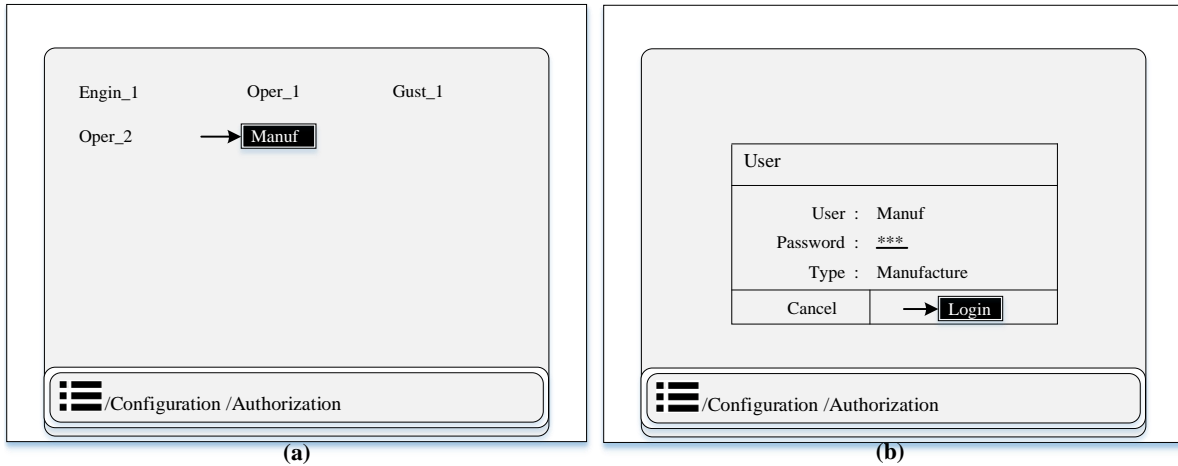 Engin_1 Oper_1 Gust_1
Oper_2 Manuf
/Configuration /Authorization
(a)
User
User : Manuf
Password : ***
Type : Manufacture
Cancel Login
/Configuration /Authorization
(b)